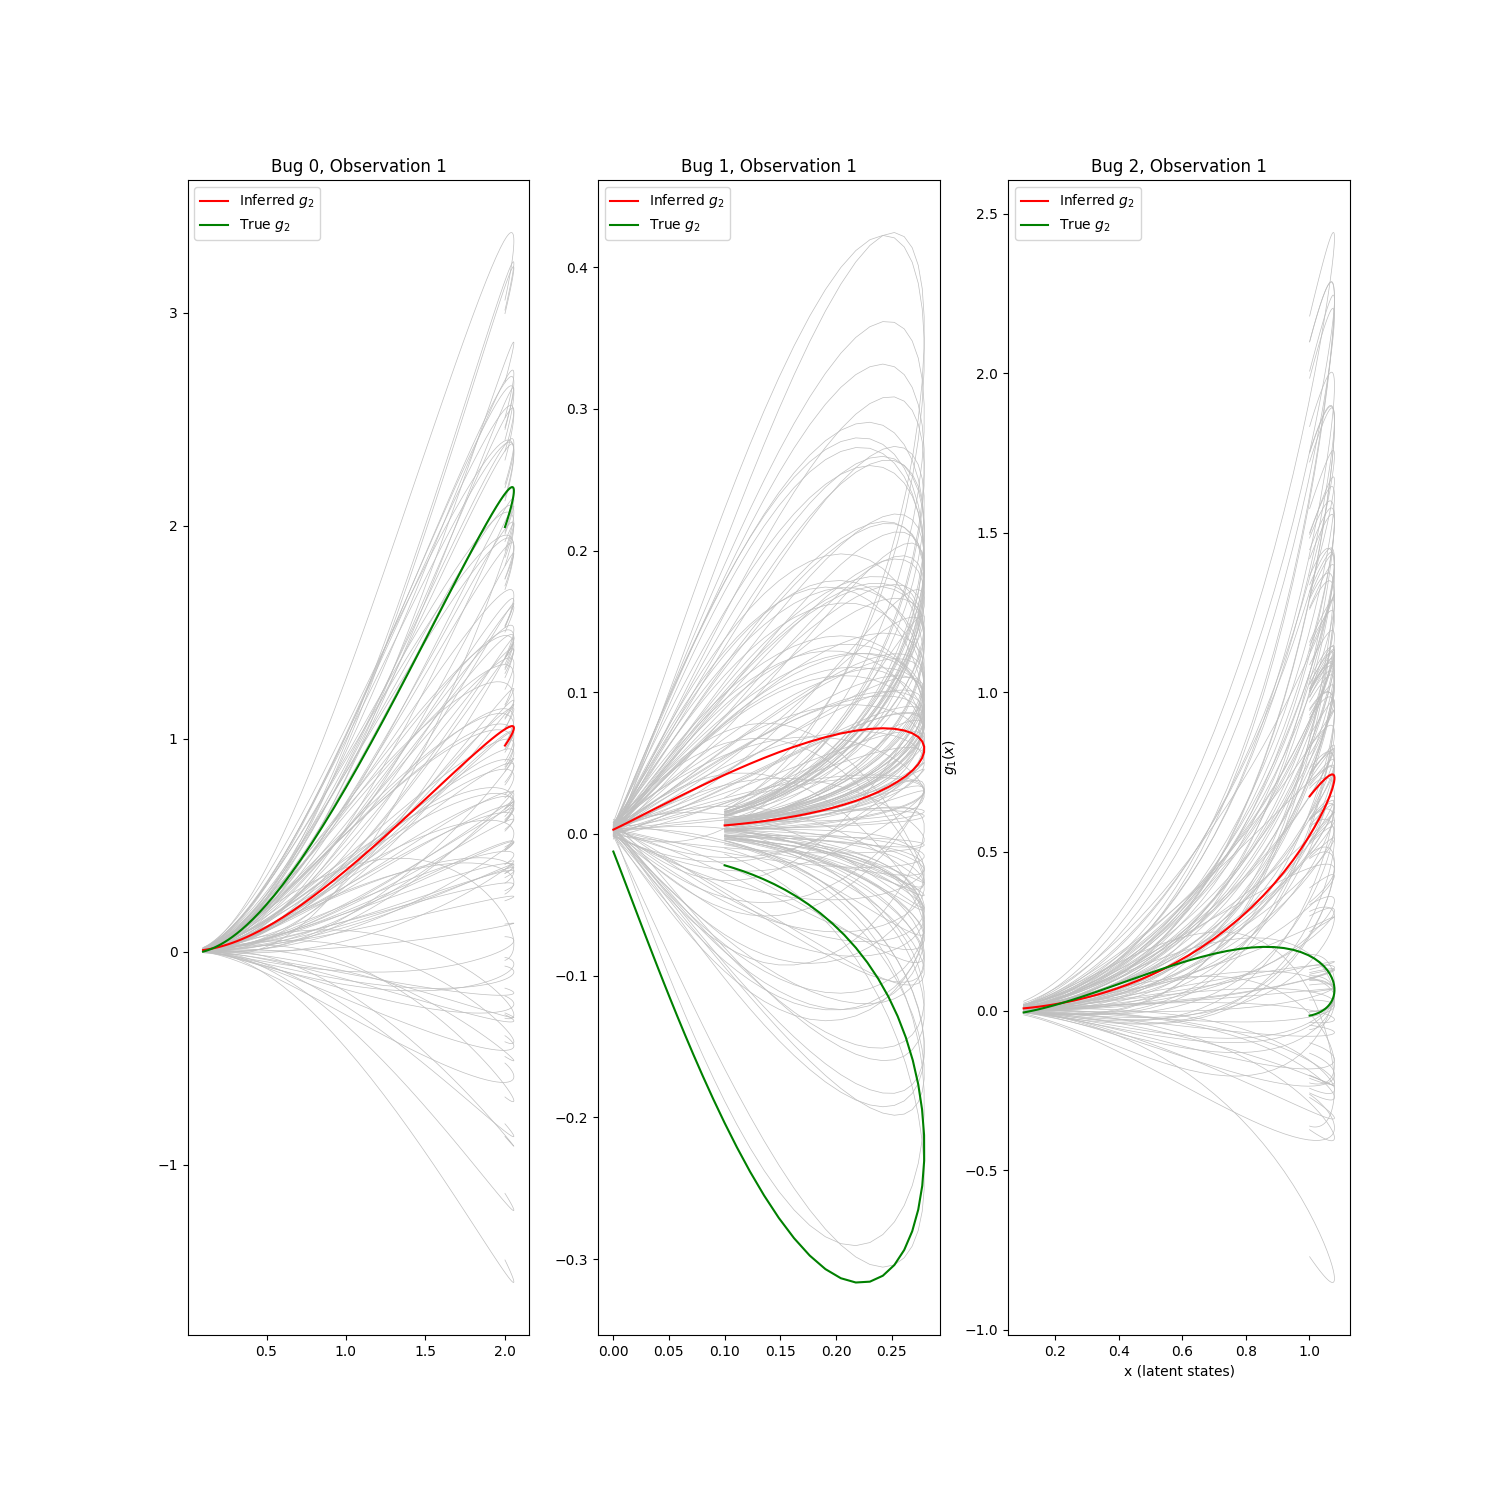 Bug 0, Observation 1
Inferred g₂
True g₂
3
2
1
0
−1
0.5 1.0 1.5 2.0
Bug 1, Observation 1
Inferred g₂
True g₂
0.4
0.3
0.2
0.1
0.0
−0.1
−0.2
−0.3
0.00 0.05 0.10 0.15 0.20 0.25
Bug 2, Observation 1
Inferred g₂
True g₂
g₁(x)
2.5
2.0
1.5
1.0
0.5
0.0
−0.5
−1.0
0.2 0.4 0.6 0.8 1.0
x (latent states)